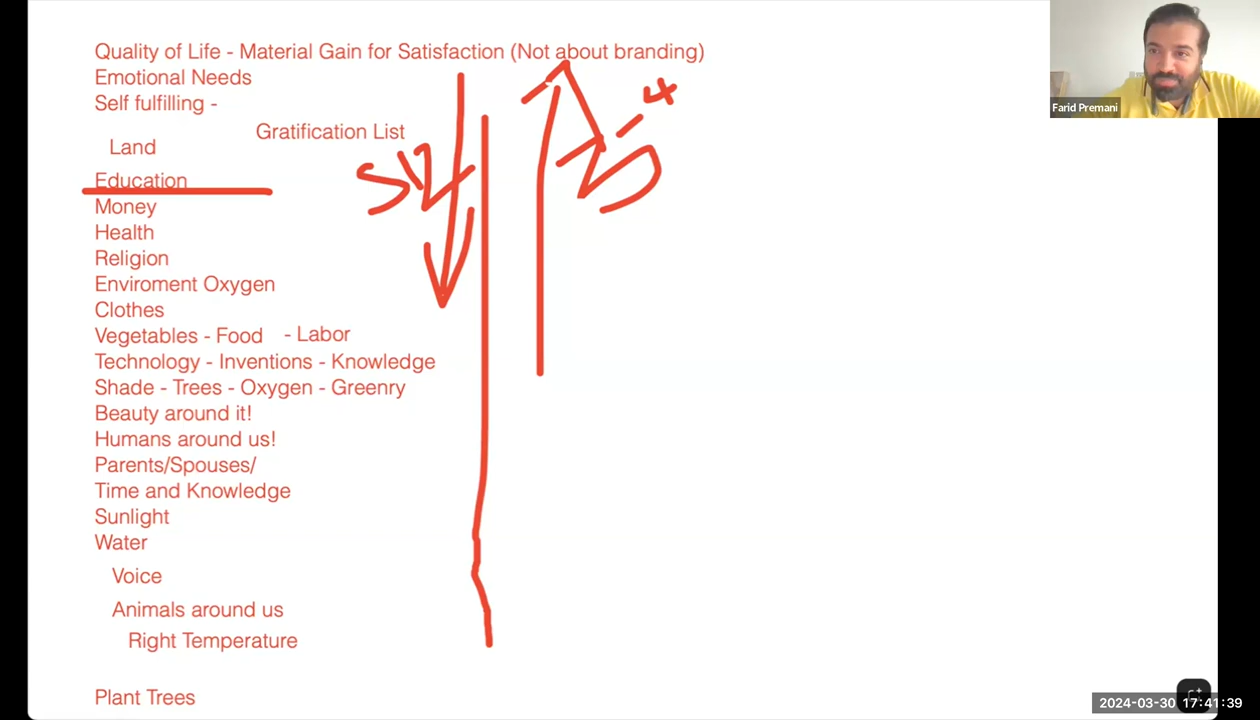 Quality of Life - Material Gain for Satisfaction (Not about branding)
Emotional Needs
Self fulfilling -
Gratification List
Land
Education
Money
Health
Religion
Enviroment Oxygen
Clothes
Vegetables - Food - Labor
Technology - Inventions - Knowledge
Shade - Trees - Oxygen - Greenry
Beauty around it!
Humans around us!
Parents/Spouses/
Time and Knowledge
Sunlight
Water
Voice
Animals around us
Right Temperature
Plant Trees
Farid Premani
2024-03-30 17:41:39